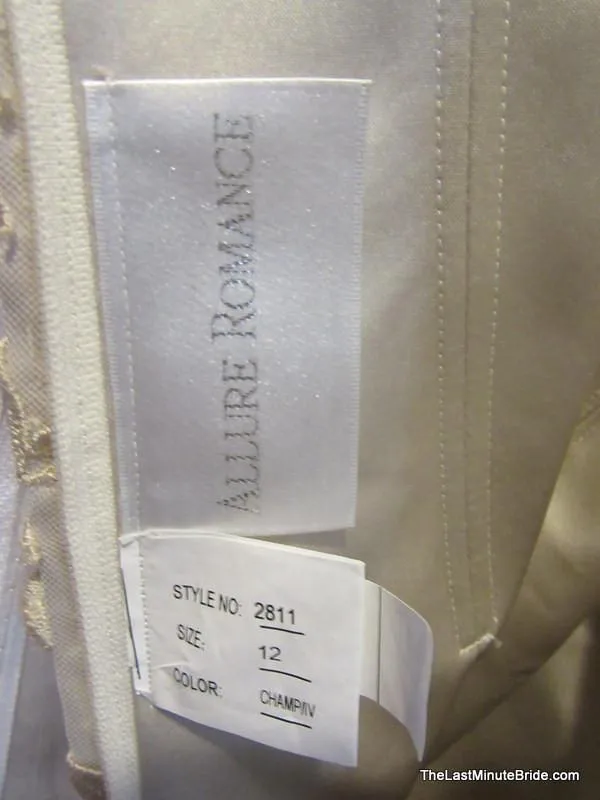 ALLURE ROMANCE
STYLE NO: 2811
SIZE: 12
COLOR: CHAMP/IV
TheLastMinuteBride.com